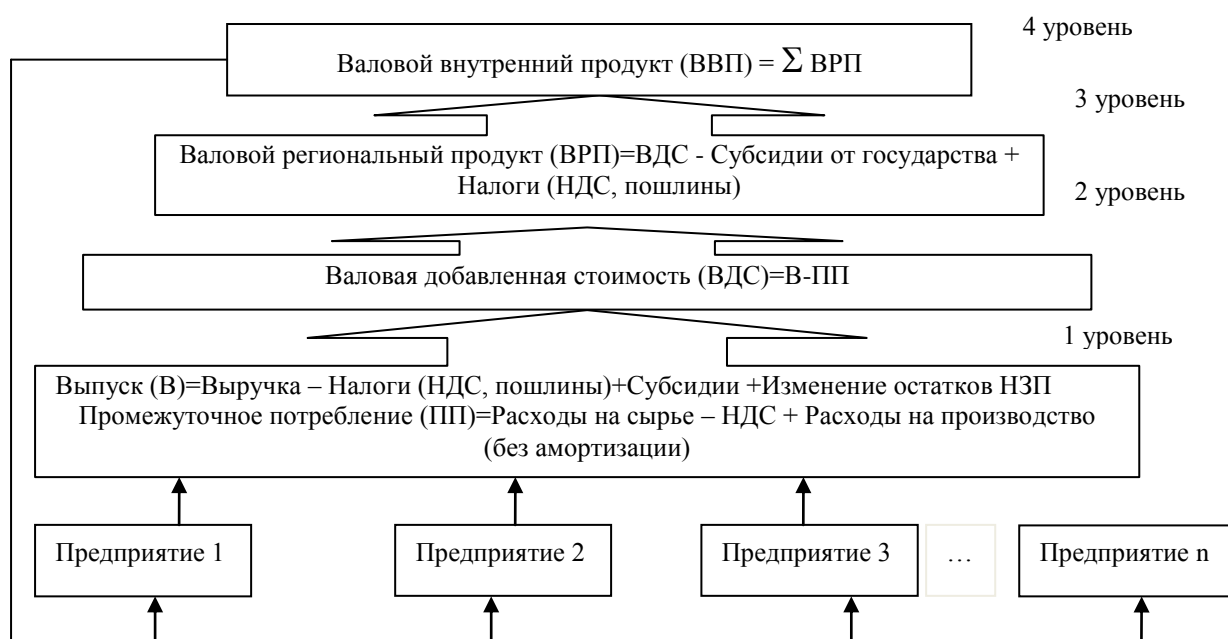 4 уровень
Валовой внутренний продукт (ВВП) = Σ ВРП
3 уровень
Валовой региональный продукт (ВРП)=ВДС - Субсидии от государства +
Налоги (НДС, пошлины)
2 уровень
Валовая добавленная стоимость (ВДС)=В-ПП
1 уровень
Выпуск (В)=Выручка – Налоги (НДС, пошлины)+Субсидии +Изменение остатков НЗП
Промежуточное потребление (ПП)=Расходы на сырье – НДС + Расходы на производство
(без амортизации)
Предприятие 1
Предприятие 2
Предприятие 3
…
Предприятие n